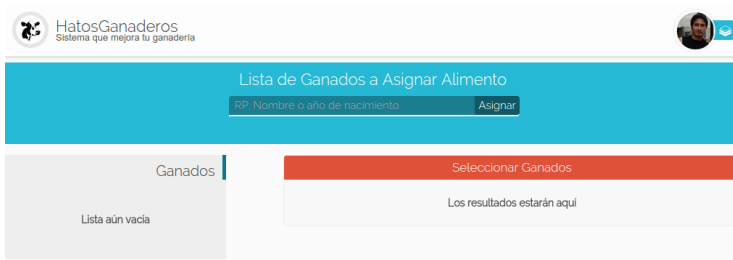 HatosGanaderos
Sistema que mejora tu ganadería
Lista de Ganados a Asignar Alimento
RP, Nombre o año de nacimiento Asignar
Ganados
Seleccionar Ganados
Lista aún vacia
Los resultados estarán aqui